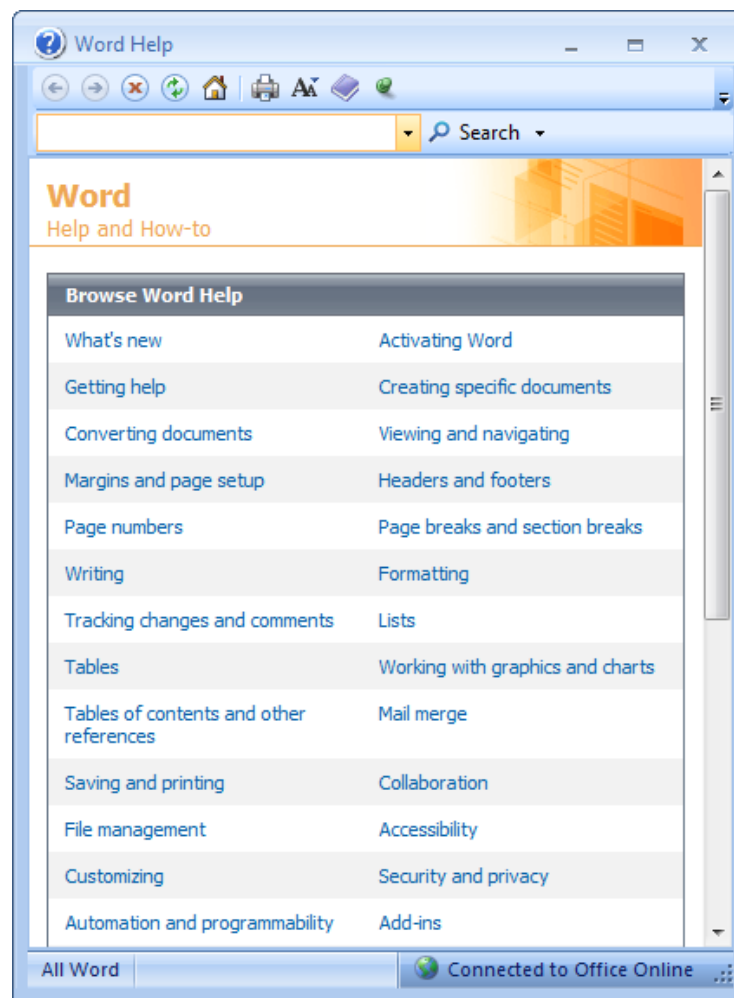 Word Help
Search
Word
Help and How-to
Browse Word Help
What's new Activating Word
Getting help Creating specific documents
Converting documents Viewing and navigating
Margins and page setup Headers and footers
Page numbers Page breaks and section breaks
Writing Formatting
Tracking changes and comments Lists
Tables Working with graphics and charts
Tables of contents and other Mail merge
references
Saving and printing Collaboration
File management Accessibility
Customizing Security and privacy
Automation and programmability Add-ins
All Word Connected to Office Online